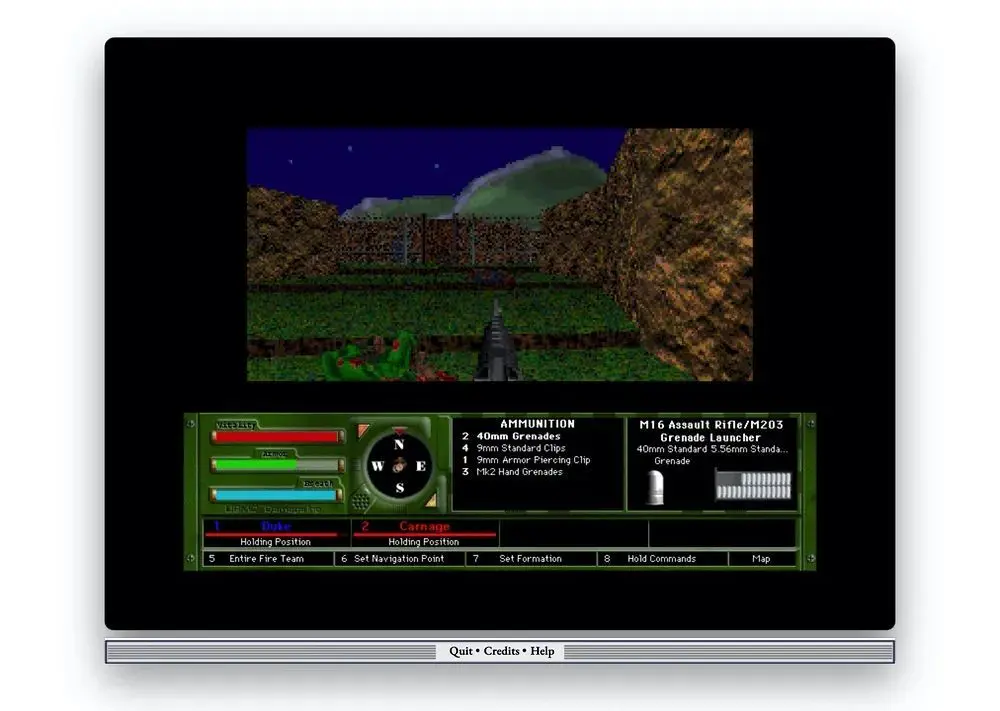 Vitality
Armor
Breath
N
W E
S
AMMUNITION
2 40mm Grenades
4 9mm Standard Clips
1 9mm Armor Piercing Clip
3 Mk2 Hand Grenades
M16 Assault Rifle/M203
Grenade Launcher
40mm Standard 5.56mm Standa...
Grenade
1 Duke
Holding Position
2 Carnage
Holding Position
5 Entire Fire Team
6 Set Navigation Point
7 Set Formation
8 Hold Commands
Map
Quit • Credits • Help